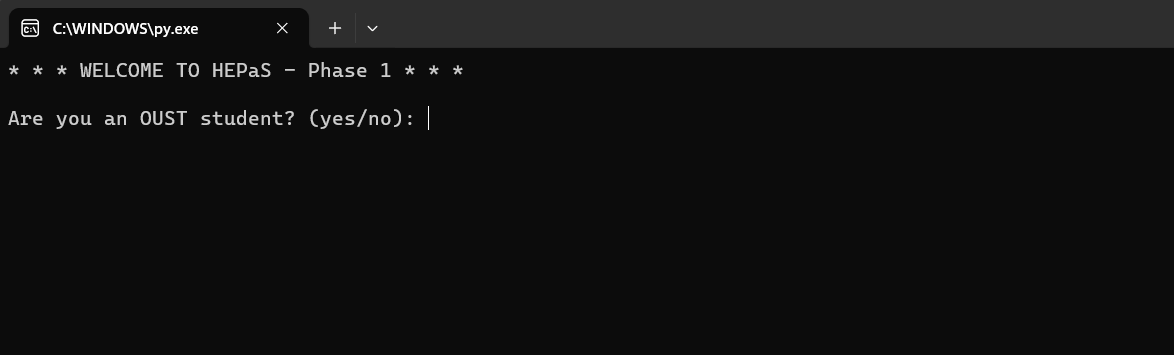 C:\WINDOWS\py.exe
* * * WELCOME TO HEPaS - Phase 1 * * *
Are you an OUST student? (yes/no):